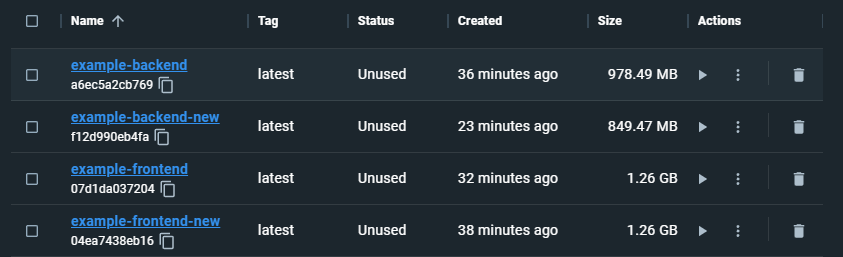 Name Tag Status Created Size Actions
example-backend
a6ec5a2cb769
latest Unused 36 minutes ago 978.49 MB
example-backend-new
f12d990eb4fa
latest Unused 23 minutes ago 849.47 MB
example-frontend
07d1da037204
latest Unused 32 minutes ago 1.26 GB
example-frontend-new
04ea7438eb16
latest Unused 38 minutes ago 1.26 GB